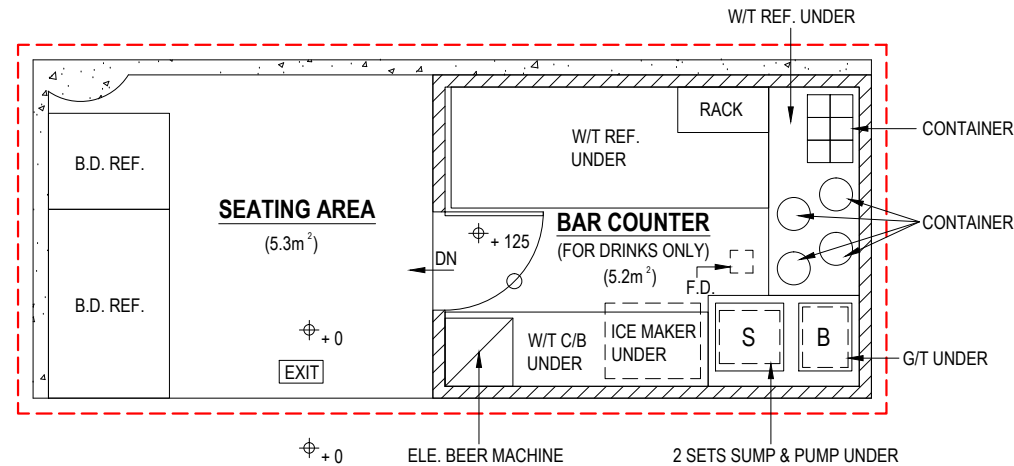 W/T REF. UNDER
RACK
CONTAINER
W/T REF.
UNDER
B.D. REF.
SEATING AREA
(5.3m²)
BAR COUNTER
(FOR DRINKS ONLY)
(5.2m²)
CONTAINER
+ 125
DN
F.D.
B.D. REF.
+ 0
W/T C/B
UNDER
ICE MAKER
UNDER
S
B
G/T UNDER
EXIT
+ 0
ELE. BEER MACHINE
2 SETS SUMP & PUMP UNDER